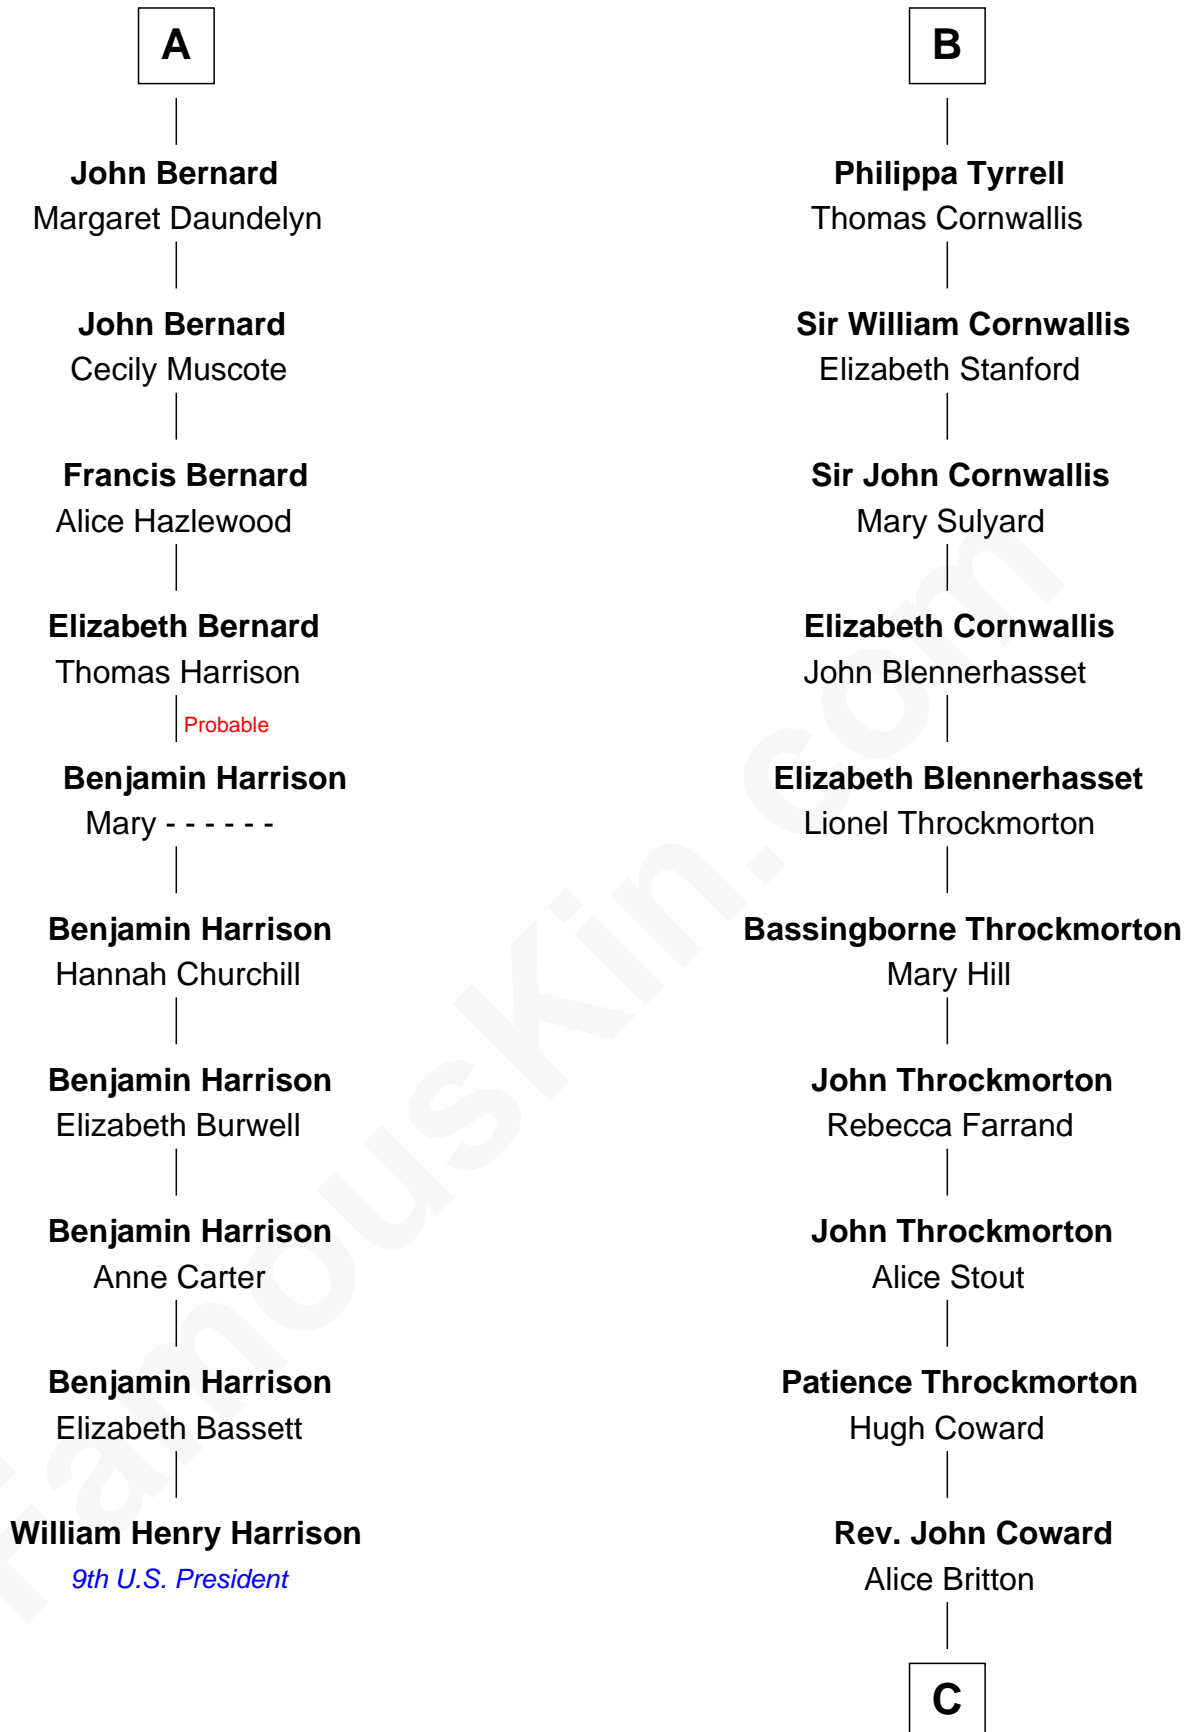 A
John Bernard
Margaret Daundelyn
John Bernard
Cecily Muscote
Francis Bernard
Alice Hazlewood
Elizabeth Bernard
Thomas Harrison
Probable
Benjamin Harrison
Mary - - - - - -
Benjamin Harrison
Hannah Churchill
Benjamin Harrison
Elizabeth Burwell
Benjamin Harrison
Anne Carter
Benjamin Harrison
Elizabeth Bassett
William Henry Harrison
9th U.S. President
B
Philippa Tyrrell
Thomas Cornwallis
Sir William Cornwallis
Elizabeth Stanford
Sir John Cornwallis
Mary Sulyard
Elizabeth Cornwallis
John Blennerhasset
Elizabeth Blennerhasset
Lionel Throckmorton
Bassingborne Throckmorton
Mary Hill
John Throckmorton
Rebecca Farrand
John Throckmorton
Alice Stout
Patience Throckmorton
Hugh Coward
Rev. John Coward
Alice Britton
C
FamousKin.com